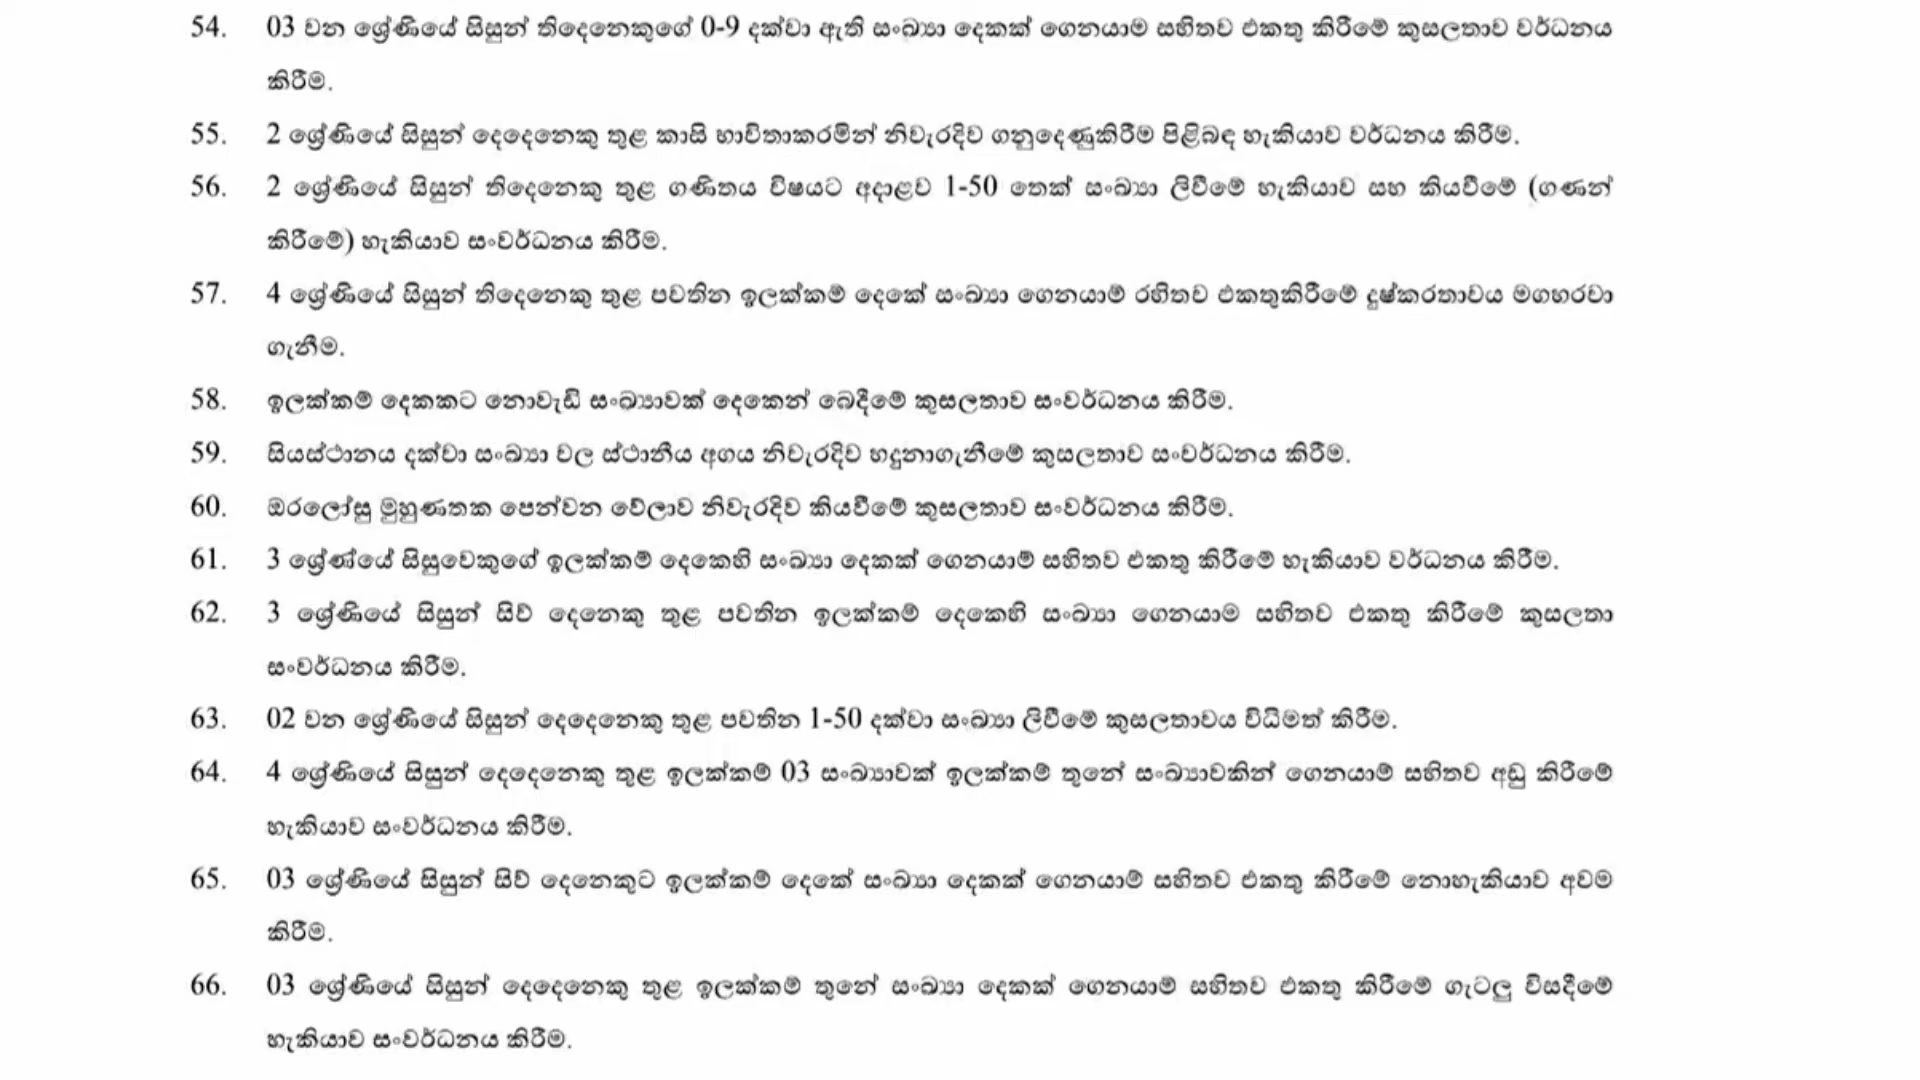 54. 03 වන ශ්‍රේණියේ සිසුන් තිදෙනෙකුගේ 0-9 දක්වා ඇති සංඛ්‍යා දෙකක් ගෙනයාම සහිතව එකතු කිරීමේ කුසලතාව වර්ධනය
කිරීම.
55. 2 ශ්‍රේණියේ සිසුන් දෙදෙනෙකු තුළ කාසි භාවිතාකරමින් නිවැරදිව ගනුදෙණුකිරීම පිළිබඳ හැකියාව වර්ධනය කිරීම.
56. 2 ශ්‍රේණියේ සිසුන් තිදෙනෙකු තුළ ගණිතය විෂයට අදාළව 1-50 තෙක් සංඛ්‍යා ලිවීමේ හැකියාව සහ කියවීමේ (ගණන්
කිරීමේ) හැකියාව සංවර්ධනය කිරීම.
57. 4 ශ්‍රේණියේ සිසුන් තිදෙනෙකු තුළ පවතින ඉලක්කම් දෙකේ සංඛ්‍යා ගෙනයාම් රහිතව එකතුකිරීමේ දුෂ්කරතාවය මගහරවා
ගැනීම.
58. ඉලක්කම් දෙකකට නොවැඩි සංඛ්‍යාවක් දෙකෙන් බෙදීමේ කුසලතාව සංවර්ධනය කිරීම.
59. සියස්ථානය දක්වා සංඛ්‍යා වල ස්ථානීය අගය නිවැරදිව හදුනාගැනීමේ කුසලතාව සංවර්ධනය කිරීම.
60. ඔරලෝසු මුහුණතක පෙන්වන වේලාව නිවැරදිව කියවීමේ කුසලතාව සංවර්ධනය කිරීම.
61. 3 ශ්‍රේණ්යේ සිසුවෙකුගේ ඉලක්කම් දෙකෙහි සංඛ්‍යා දෙකක් ගෙනයාම් සහිතව එකතු කිරීමේ හැකියාව වර්ධනය කිරීම.
62. 3 ශ්‍රේණියේ සිසුන් සිව් දෙනෙකු තුළ පවතින ඉලක්කම් දෙකෙහි සංඛ්‍යා ගෙනයාම සහිතව එකතු කිරීමේ කුසලතා
සංවර්ධනය කිරීම.
63. 02 වන ශ්‍රේණියේ සිසුන් දෙදෙනෙකු තුළ පවතින 1-50 දක්වා සංඛ්‍යා ලිවීමේ කුසලතාවය විධිමත් කිරීම.
64. 4 ශ්‍රේණියේ සිසුන් දෙදෙනෙකු තුළ ඉලක්කම් 03 සංඛ්‍යාවක් ඉලක්කම් තුනේ සංඛ්‍යාවකින් ගෙනයාම් සහිතව අඩු කිරීමේ
හැකියාව සංවර්ධනය කිරීම.
65. 03 ශ්‍රේණියේ සිසුන් සිව් දෙනෙකුට ඉලක්කම් දෙකේ සංඛ්‍යා දෙකක් ගෙනයාම් සහිතව එකතු කිරීමේ නොහැකියාව අවම
කිරීම.
66. 03 ශ්‍රේණියේ සිසුන් දෙදෙනෙකු තුළ ඉලක්කම් තුනේ සංඛ්‍යා දෙකක් ගෙනයාම් සහිතව එකතු කිරීමේ ගැටලු විසදීමේ
හැකියාව සංවර්ධනය කිරීම.